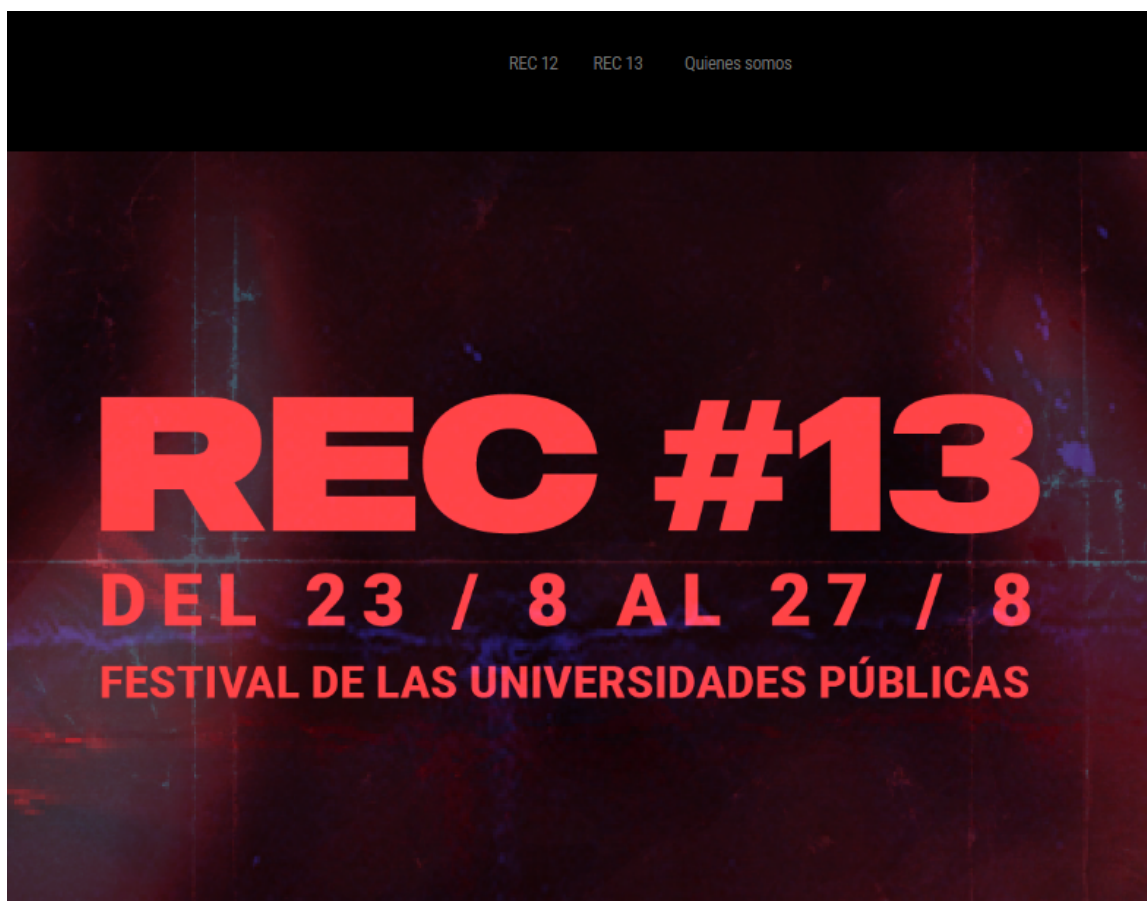 REC 12 REC 13 Quienes somos
REC #13
DEL 23 / 8 AL 27 / 8
FESTIVAL DE LAS UNIVERSIDADES PÚBLICAS